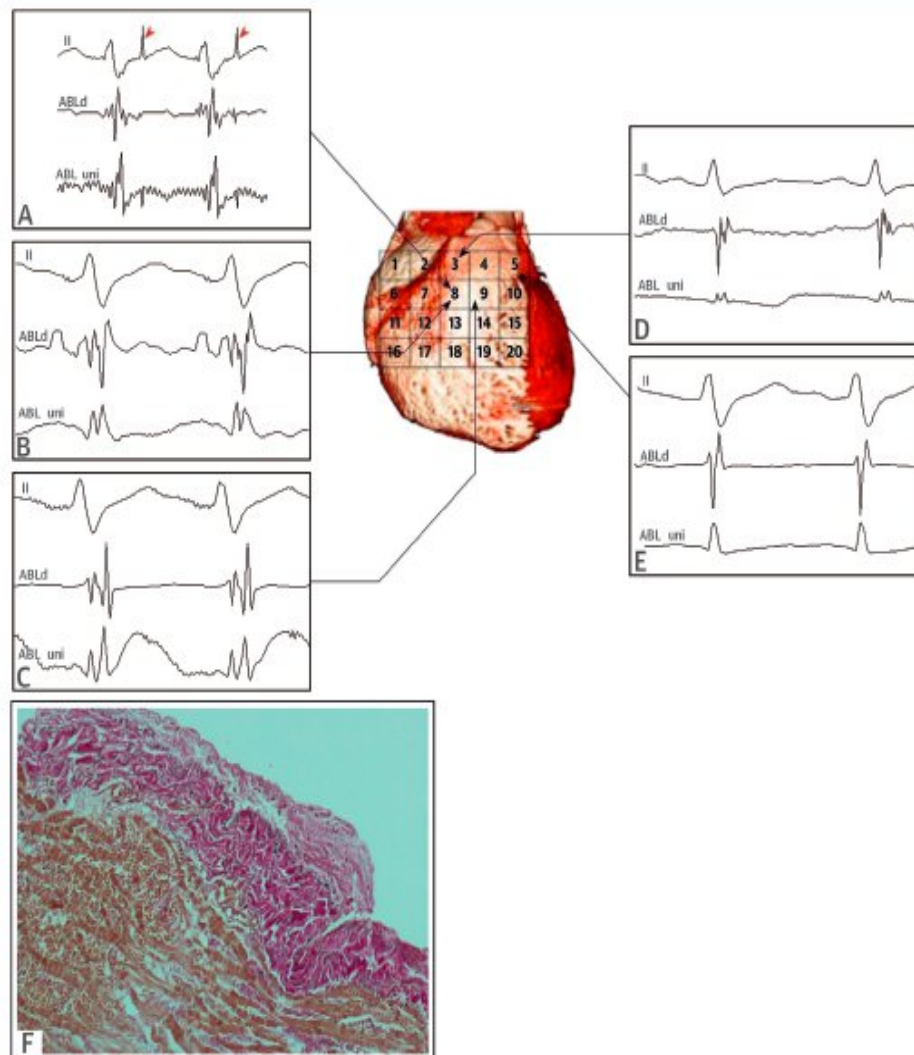 II
ABLd
ABL uni
A
II
ABLd
ABL uni
B
II
ABLd
ABL uni
C
1 2 3 4 5
6 7 8 9 10
11 12 13 14 15
16 17 18 19 20
II
ABLd
ABL uni
D
II
ABLd
ABL uni
E
F